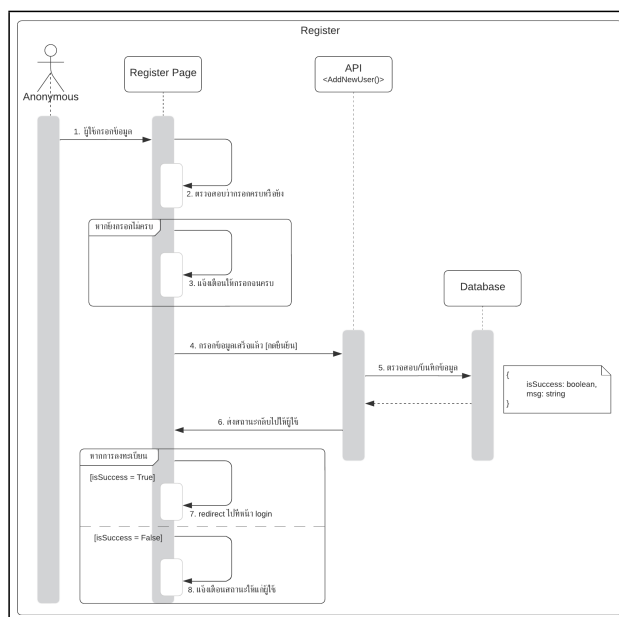 Register
Anonymous
Register Page
API
<AddNewUser()>
1. ผู้ใช้กรอกข้อมูล
2. ตรวจสอบว่ากรอกครบหรือยัง
หากยังกรอกไม่ครบ
3. แจ้งเตือนให้กรอกจนครบ
Database
4. กรอกข้อมูลเสร็จแล้ว [กดยืนยัน]
5. ตรวจสอบ/บันทึกข้อมูล
{
isSuccess: boolean,
msg: string
}
6. ส่งสถานะกลับไปให้ผู้ใช้
หากการลงทะเบียน
[isSuccess = True]
7. redirect ไปที่หน้า login
[isSuccess = False]
8. แจ้งเตือนสถานะให้แก่ผู้ใช้